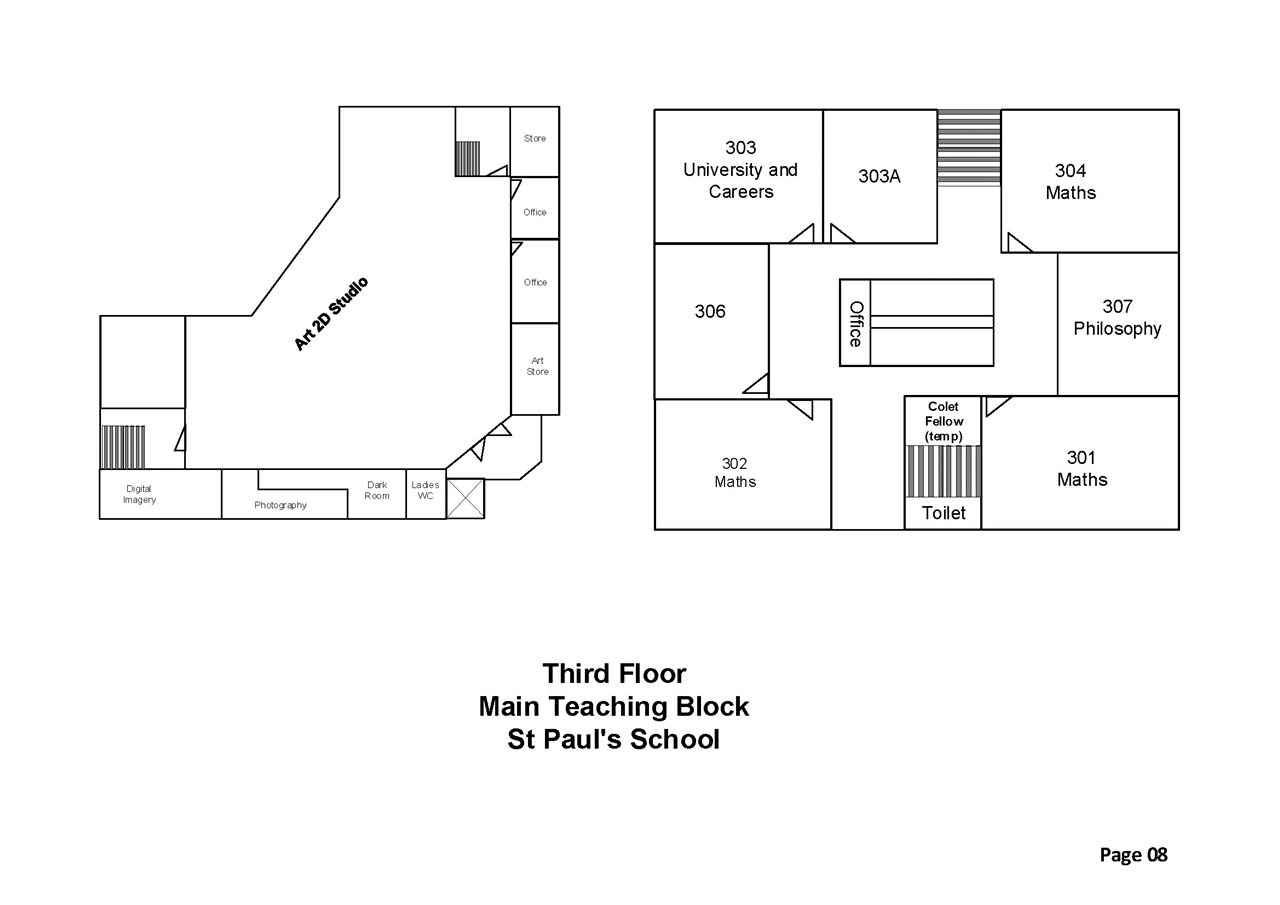 Store
Office
Office
Art
Store
Art 2D Studio
Digital
Imagery
Photography
Dark
Room
Ladies
WC
303
University and
Careers
303A
304
Maths
306
Office
307
Philosophy
302
Maths
Colet
Fellow
(temp)
Toilet
301
Maths
Third Floor
Main Teaching Block
St Paul's School
Page 08